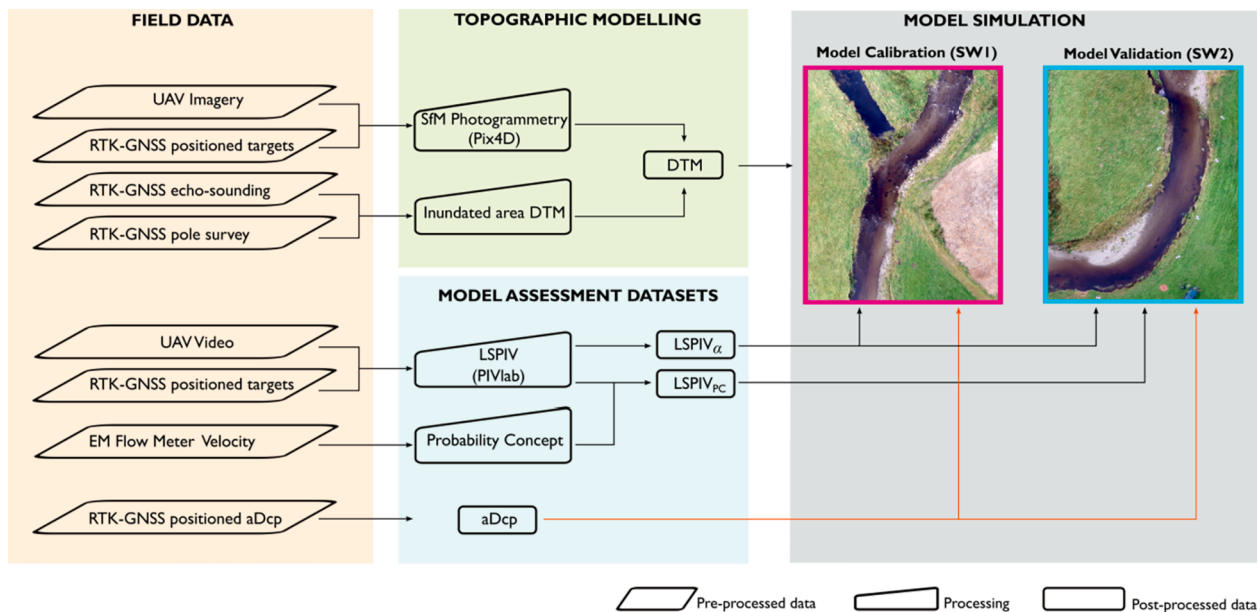 FIELD DATA
UAV Imagery
RTK-GNSS positioned targets
RTK-GNSS echo-sounding
RTK-GNSS pole survey
UAV Video
RTK-GNSS positioned targets
EM Flow Meter Velocity
RTK-GNSS positioned aDcp
TOPOGRAPHIC MODELLING
SfM Photogrammetry
(Pix4D)
Inundated area DTM
DTM
MODEL ASSESSMENT DATASETS
LSPIV
(PIVlab)
Probability Concept
LSPIVα
LSPIVPC
aDcp
MODEL SIMULATION
Model Calibration (SW1)
Model Validation (SW2)
Pre-processed data
Processing
Post-processed data